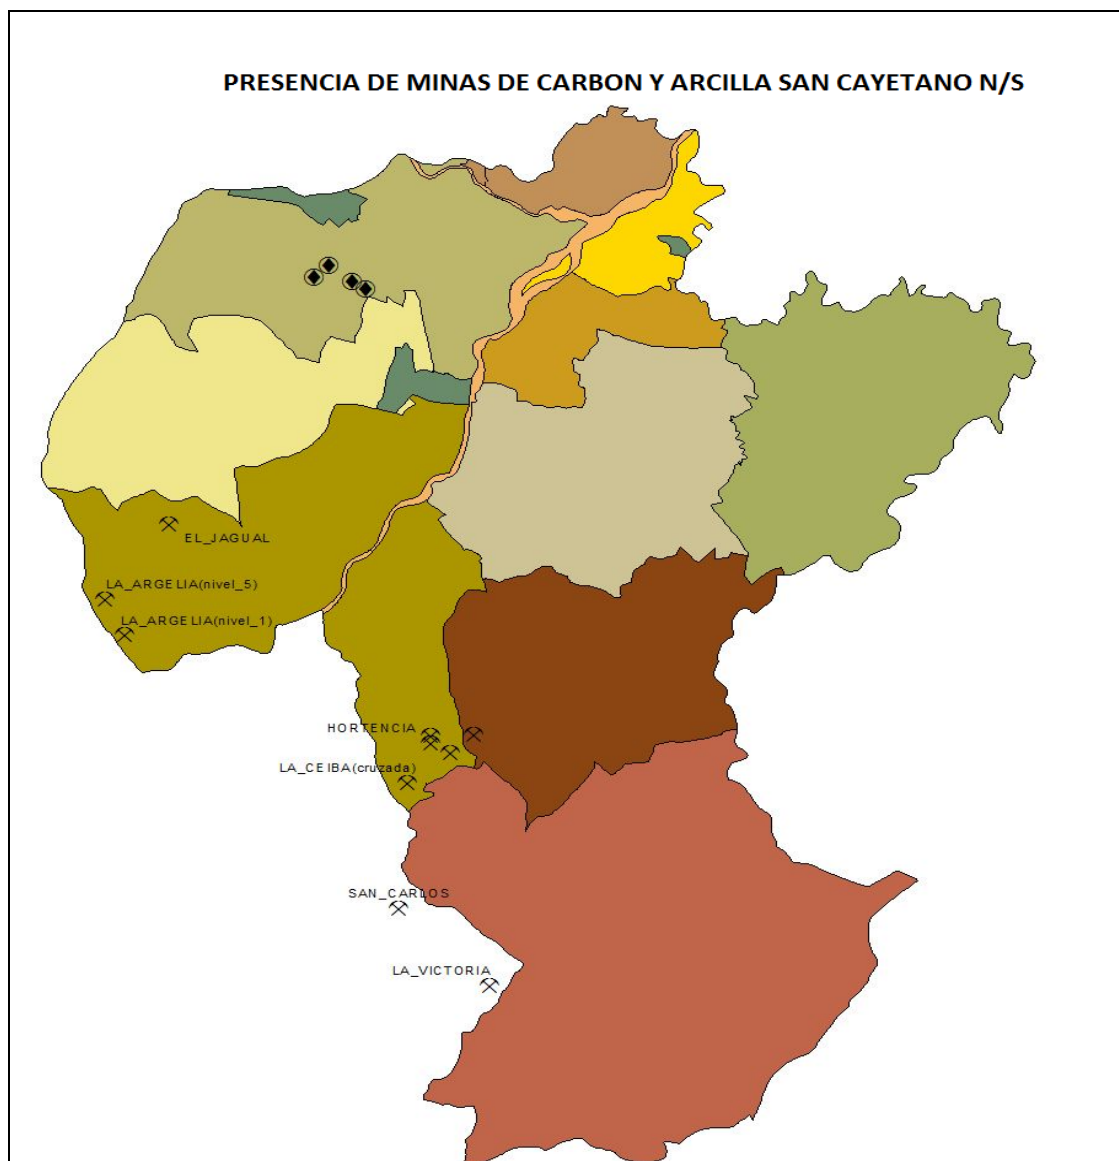 PRESENCIA DE MINAS DE CARBON Y ARCILLA SAN CAYETANO N/S
EL_JAGUAL
LA_ARGELIA(nivel_5)
LA_ARGELIA(nivel_1)
HORTENCIA
LA_CEIBA(cruzada)
SAN_CARLOS
LA_VICTORIA